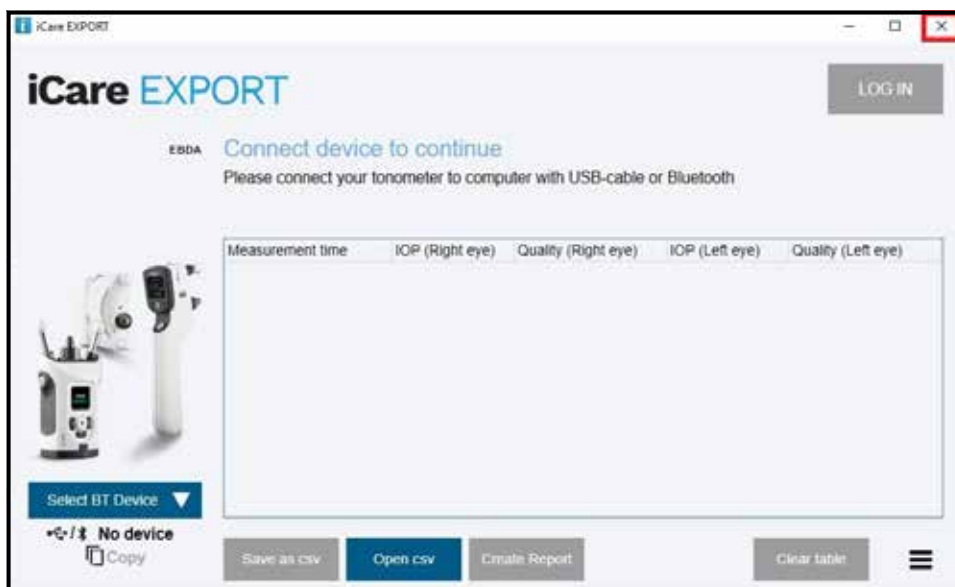 iCare EXPORT
iCare EXPORT
LOG IN
EBDA
Connect device to continue
Please connect your tonometer to computer with USB-cable or Bluetooth
Measurement time IOP (Right eye) Quality (Right eye) IOP (Left eye) Quality (Left eye)
Select BT Device
/ No device
Copy
Save as csv Open csv Create Report Clear table